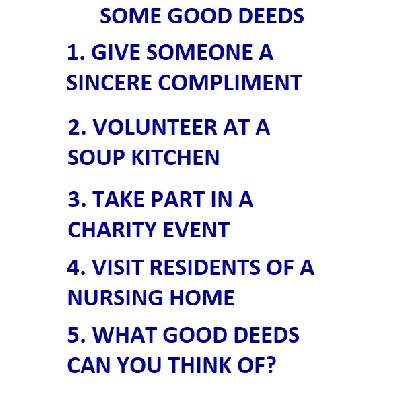 SOME GOOD DEEDS
1. GIVE SOMEONE A
SINCERE COMPLIMENT
2. VOLUNTEER AT A
SOUP KITCHEN
3. TAKE PART IN A
CHARITY EVENT
4. VISIT RESIDENTS OF A
NURSING HOME
5. WHAT GOOD DEEDS
CAN YOU THINK OF?